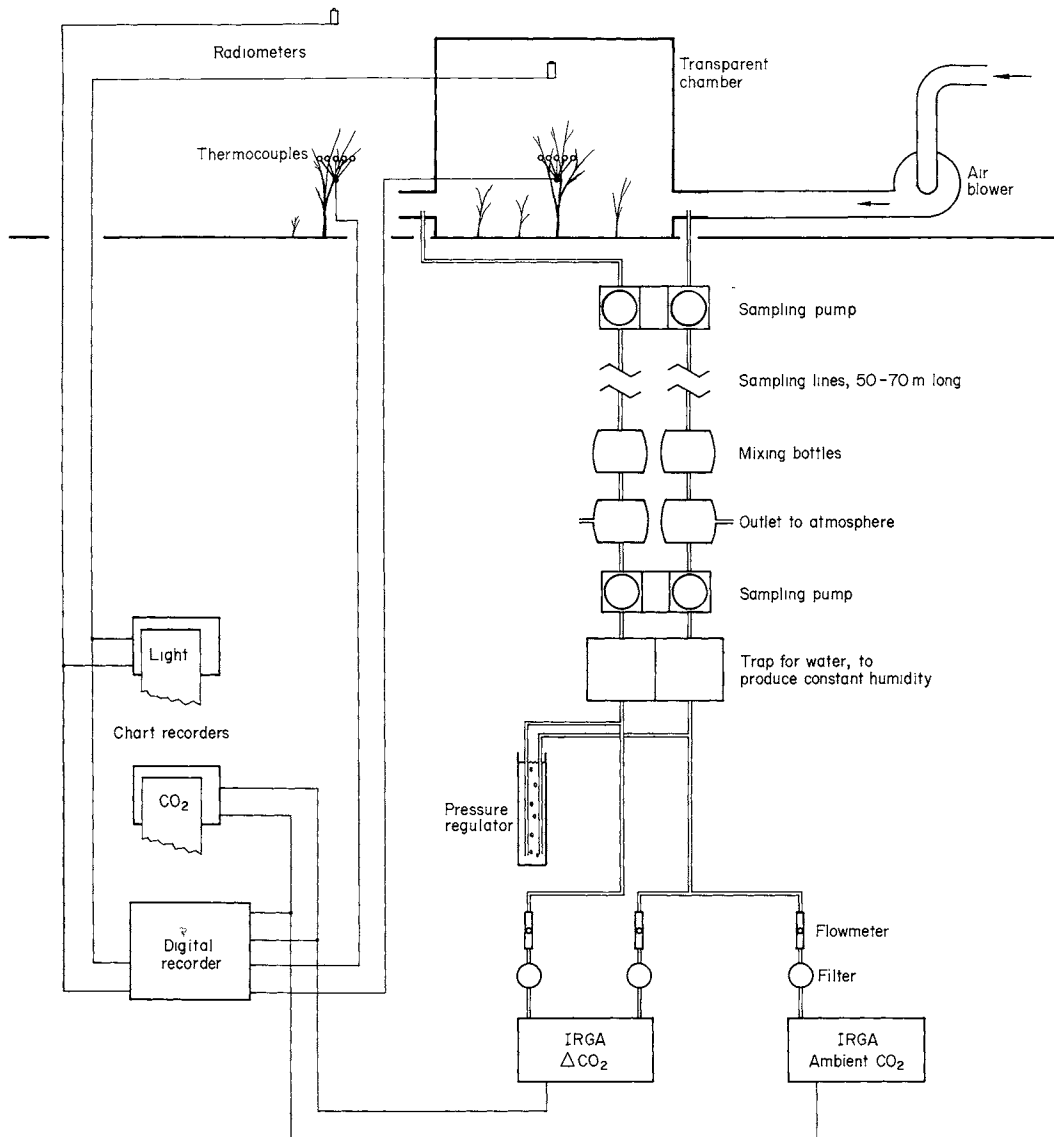 Radiometers
Transparent
chamber
Thermocouples
Air
blower
Sampling pump
Sampling lines, 50-70 m long
Mixing bottles
Outlet to atmosphere
Sampling pump
Light
Trap for water, to
produce constant humidity
Chart recorders
CO2
Pressure
regulator
Digital
recorder
Flowmeter
Filter
IRGA
△CO2
IRGA
Ambient CO2